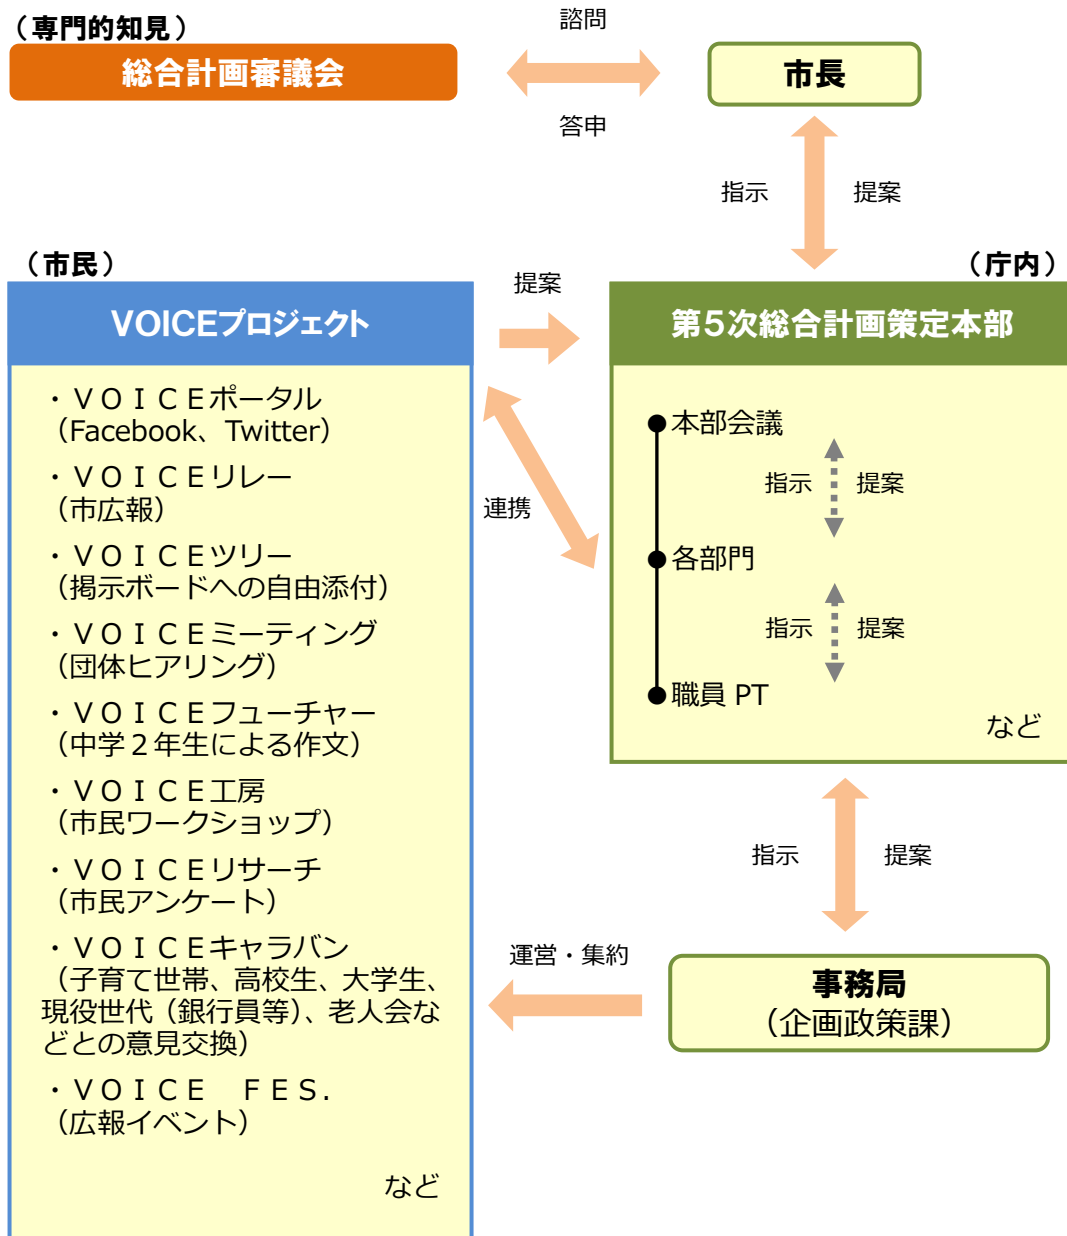 （専門的知見）
総合計画審議会
諮問
答申
市長
指示
提案
（市民）
VOICEプロジェクト
・ＶＯＩＣＥポータル
（Facebook、Twitter）
・ＶＯＩＣＥリレー
（市広報）
・ＶＯＩＣＥツリー
（掲示ボードへの自由添付）
・ＶＯＩＣＥミーティング
（団体ヒアリング）
・ＶＯＩＣＥフューチャー
（中学２年生による作文）
・ＶＯＩＣＥ工房
（市民ワークショップ）
・ＶＯＩＣＥリサーチ
（市民アンケート）
・ＶＯＩＣＥキャラバン
（子育て世帯、高校生、大学生、
現役世代（銀行員等）、老人会な
どとの意見交換）
・ＶＯＩＣＥ　ＦＥＳ.
（広報イベント）
など
提案
連携
（庁内）
第5次総合計画策定本部
本部会議
指示
提案
各部門
指示
提案
職員 PT
など
指示
提案
運営・集約
事務局
（企画政策課）